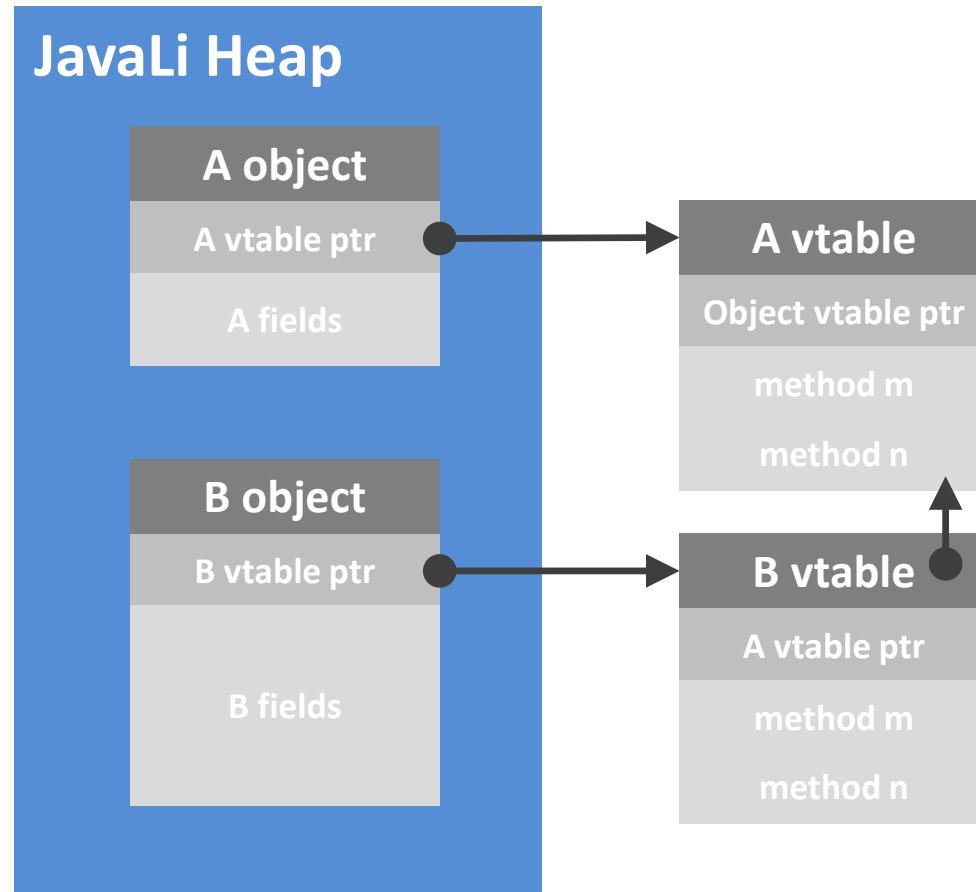 JavaLi Heap
A object
A vtable ptr
A fields
B object
B vtable ptr
B fields
A vtable
Object vtable ptr
method m
method n
B vtable
A vtable ptr
method m
method n